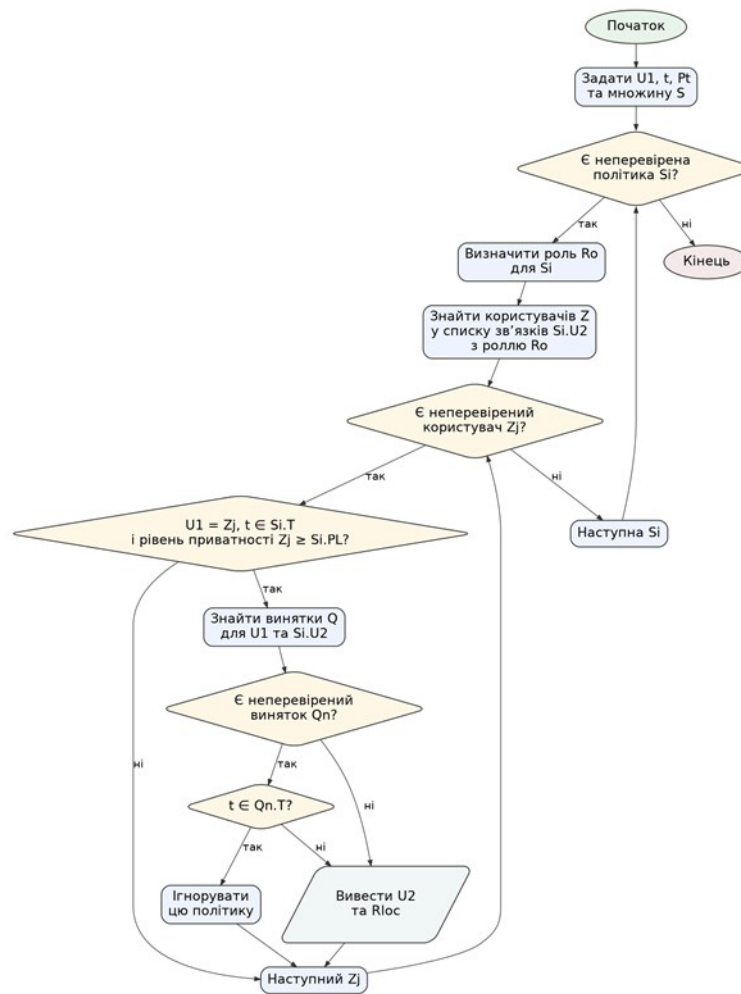 Початок
Задати U1, t, Pt
та множину S
Є неперевірена
політика Si?
так
ні
Визначити роль Ro
для Si
Кінець
Знайти користувачів Z
у списку зв’язків Si.U2
з роллю Ro
Є неперевірений
користувач Zj?
так
ні
U1 = Zj, t ∈ Si.T
і рівень приватності Zj ≥ Si.PL?
Наступна Si
так
Знайти винятки Q
для U1 та Si.U2
Є неперевірений
виняток Qn?
ні
так
t ∈ Qn.T?
ні
так
ні
Ігнорувати
цю політику
Вивести U2
та Rloc
Наступний Zj